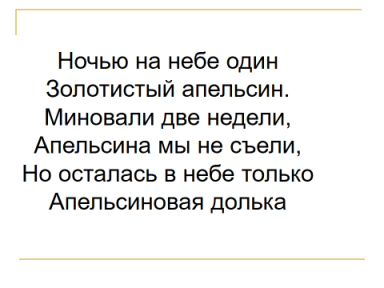 Ночью на небе один
Золотистый апельсин.
Миновали две недели,
Апельсина мы не съели,
Но осталась в небе только
Апельсиновая долька